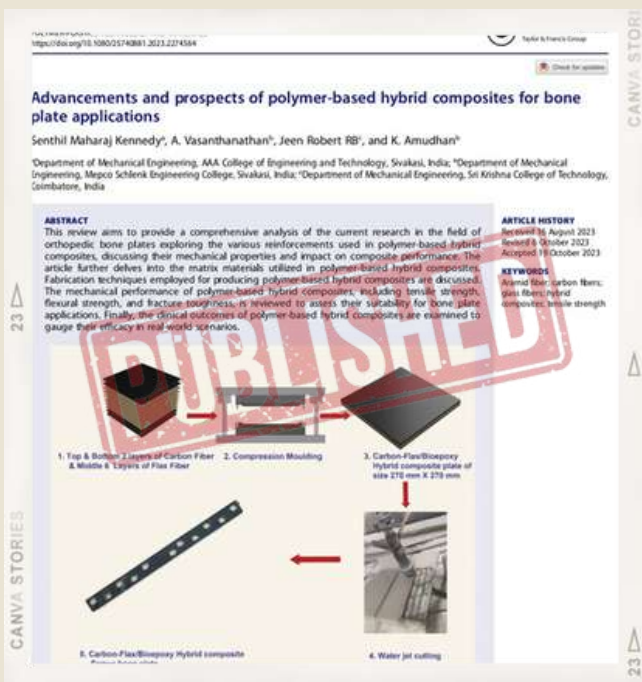 https://doi.org/10.1080/25740881.2023.2274564
Taylor & Francis Group
Check for updates
Advancements and prospects of polymer-based hybrid composites for bone
plate applications
Senthil Maharaj Kennedyᵃ, A. Vasanthanathanᵇ, Jeen Robert RBᶜ, and K. Amudhanᵇ
ᵃDepartment of Mechanical Engineering, AAA College of Engineering and Technology, Sivakasi, India; ᵇDepartment of Mechanical
Engineering, Mepco Schlenk Engineering College, Sivakasi, India; ᶜDepartment of Mechanical Engineering, Sri Krishna College of Technology,
Coimbatore, India
ABSTRACT
This review aims to provide a comprehensive analysis of the current research in the field of
orthopedic bone plates exploring the various reinforcements used in polymer-based hybrid
composites, discussing their mechanical properties and impact on composite performance. The
article further delves into the matrix materials utilized in polymer-based hybrid composites.
Fabrication techniques employed for producing polymer-based hybrid composites are discussed.
The mechanical performance of polymer-based hybrid composites, including tensile strength,
flexural strength, and fracture toughness, is reviewed to assess their suitability for bone plate
applications. Finally, the clinical outcomes of polymer-based hybrid composites are examined to
gauge their efficacy in real-world scenarios.
ARTICLE HISTORY
Received 16 August 2023
Revised 6 October 2023
Accepted October 2023
KEYWORDS
Aramid fiber; carbon fibers;
glass fibers; hybrid
composites; tensile strength
PUBLISHED
1. Top & Bottom 2 layers of Carbon Fiber
& Middle 6 Layers of Flax Fiber
2. Compression Moulding
3. Carbon-Flax/Bioepoxy
Hybrid composite plate of
size 270 mm X 270 mm
4. Water jet cutting
5. Carbon-Flax/Bioepoxy Hybrid composite
23
CANVA STORIES
CANVA STORI
23